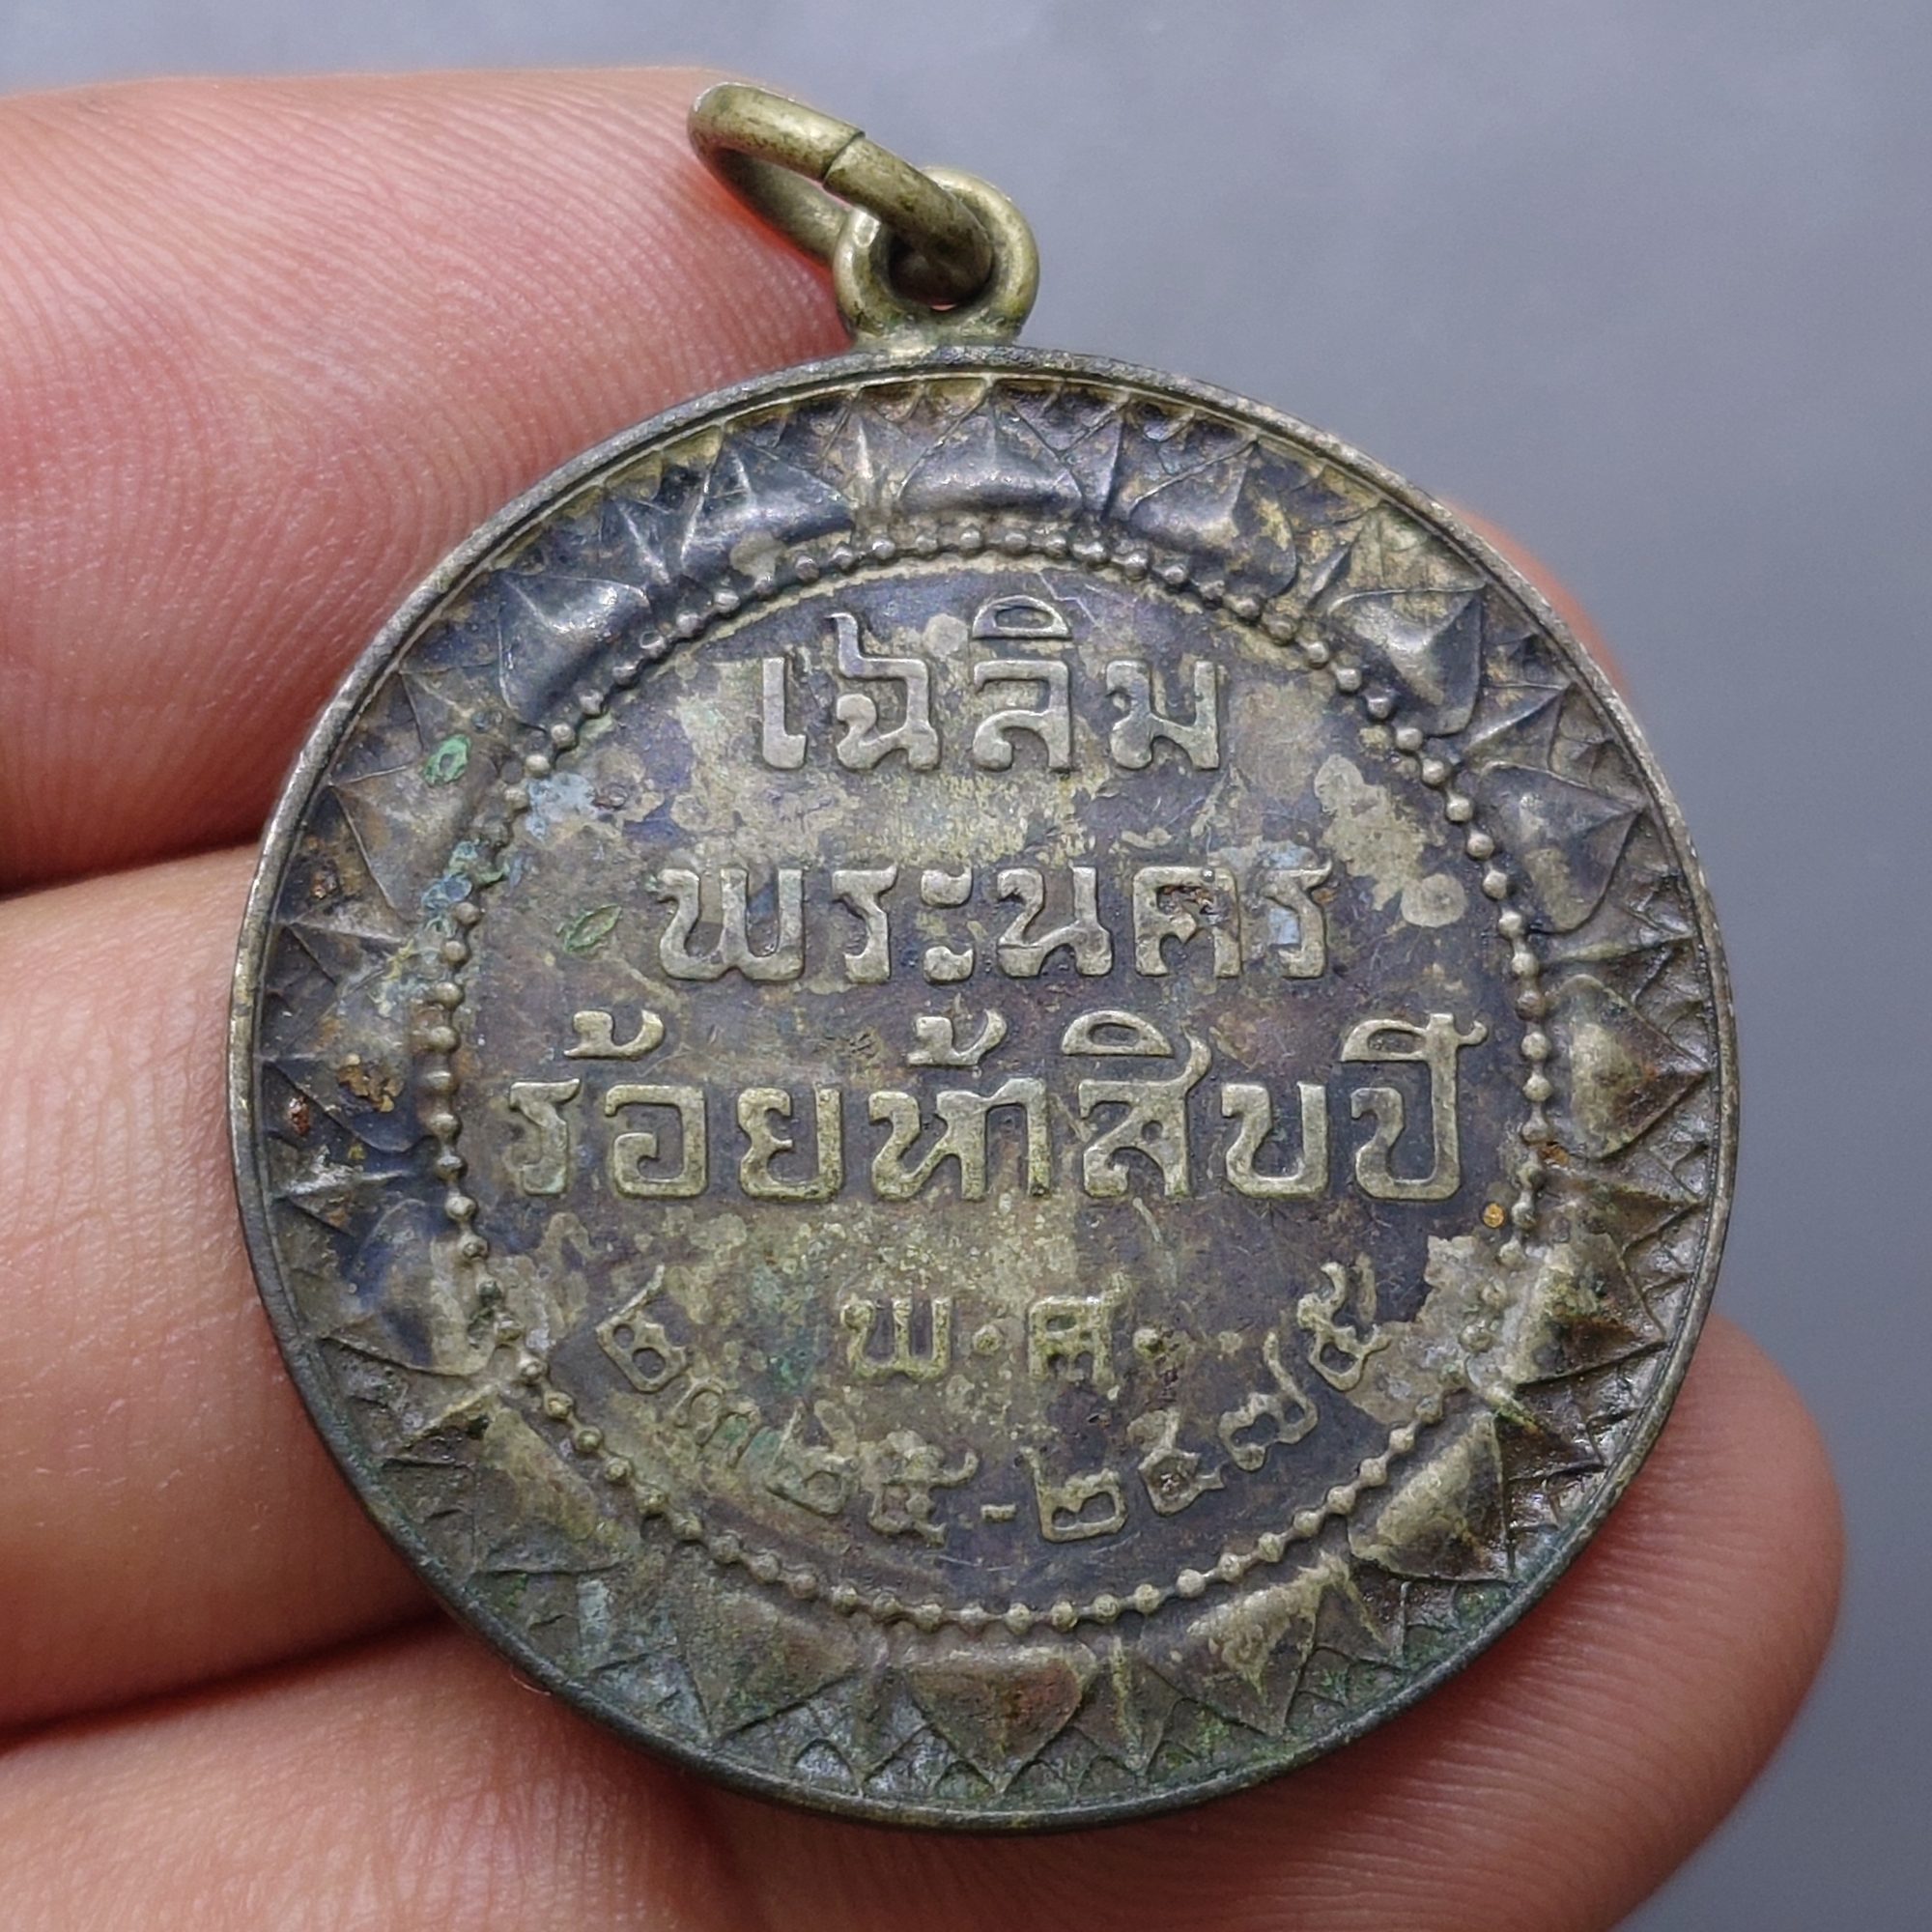 เฉลิม
พระนคร
ร้อยห้าสิบปี
พ.ศ.
๒๓๒๕-๒๔๗๕